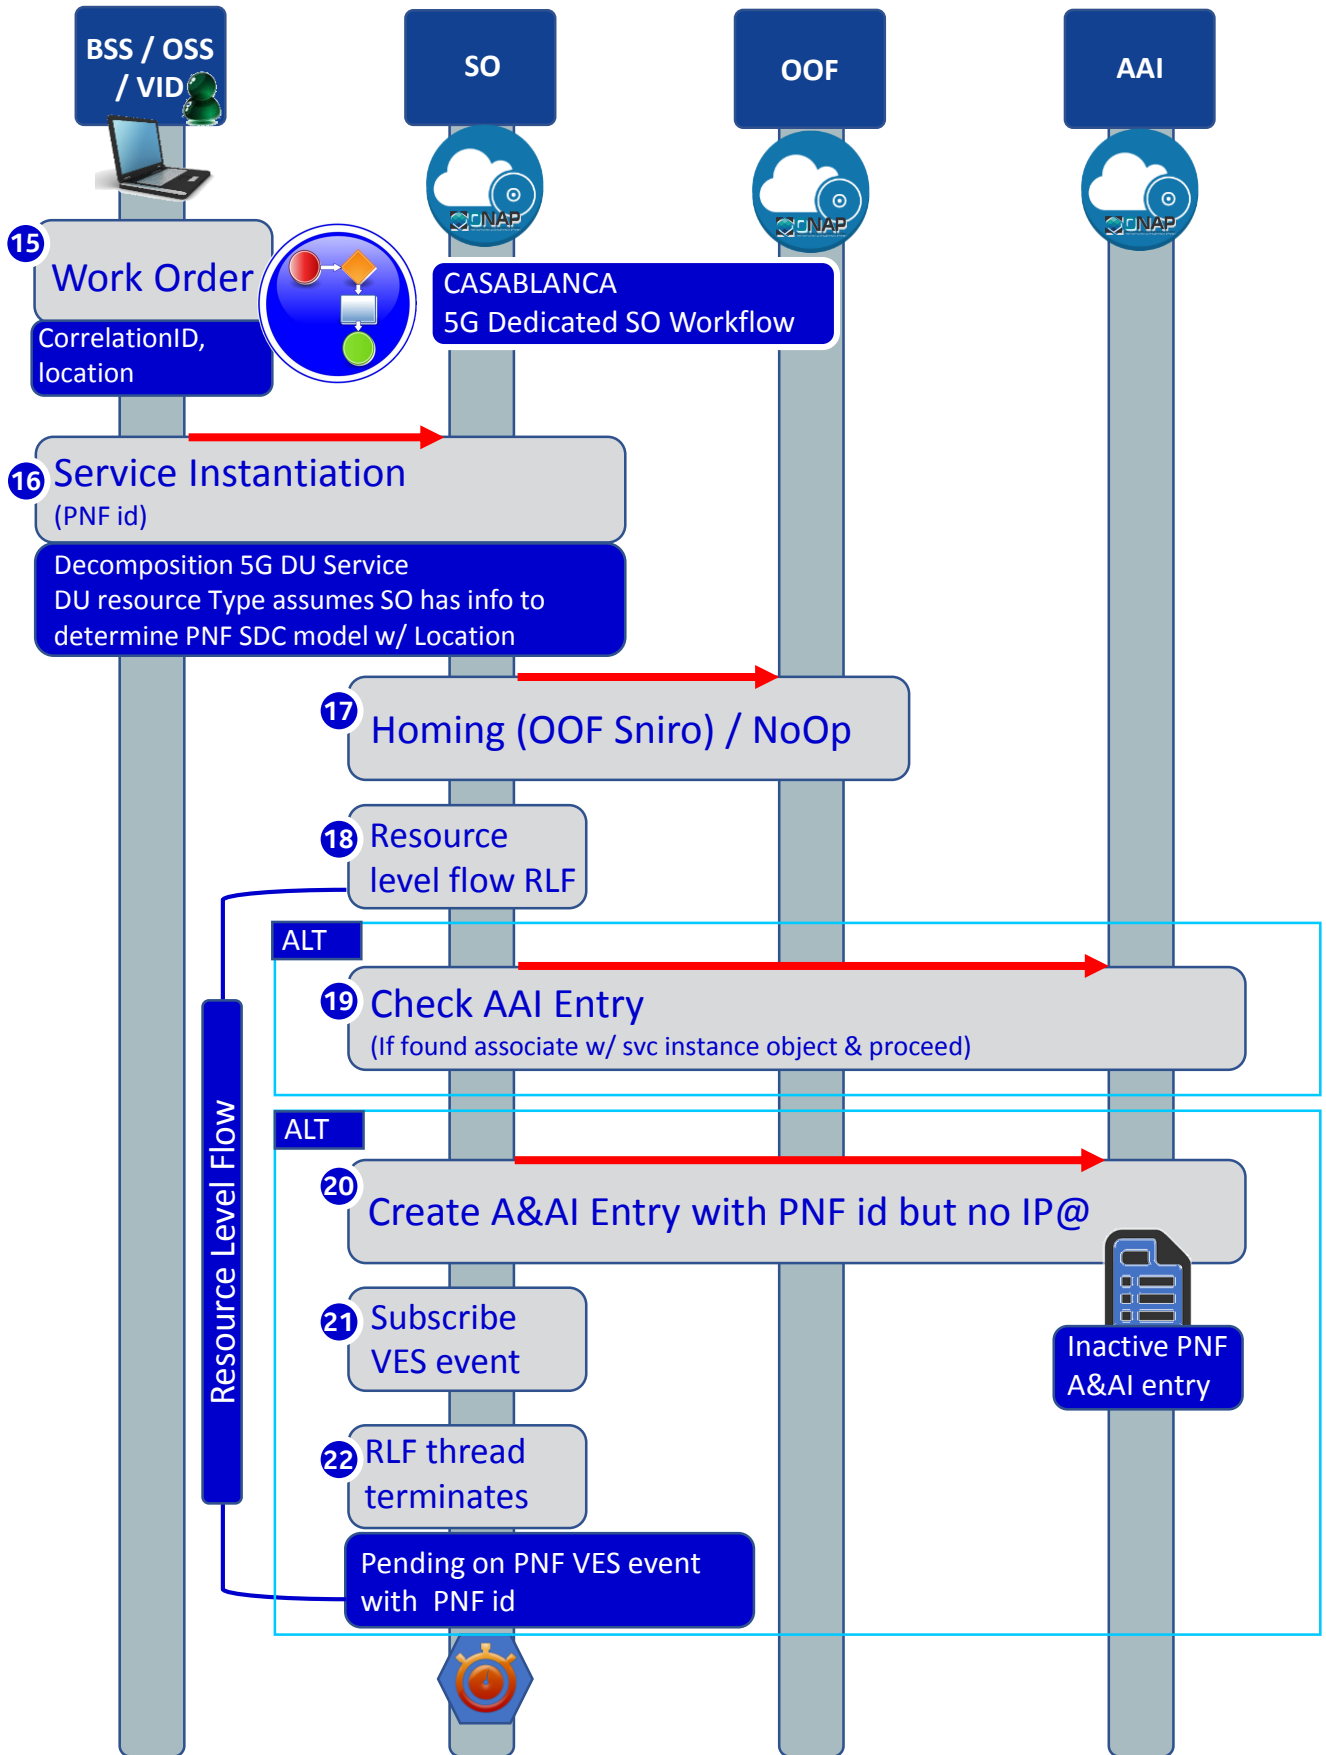 BSS / OSS
/ VID
SO
OOF
AAI
ONAP
ONAP
ONAP
15
Work Order
CorrelationID,
location
CASABLANCA
5G Dedicated SO Workflow
16
Service Instantiation
(PNF id)
Decomposition 5G DU Service
DU resource Type assumes SO has info to
determine PNF SDC model w/ Location
17
Homing (OOF Sniro) / NoOp
18
Resource
level flow RLF
ALT
19
Check AAI Entry
(If found associate w/ svc instance object & proceed)
Resource Level Flow
ALT
20
Create A&AI Entry with PNF id but no IP@
21
Subscribe
VES event
Inactive PNF
A&AI entry
22
RLF thread
terminates
Pending on PNF VES event
with  PNF id